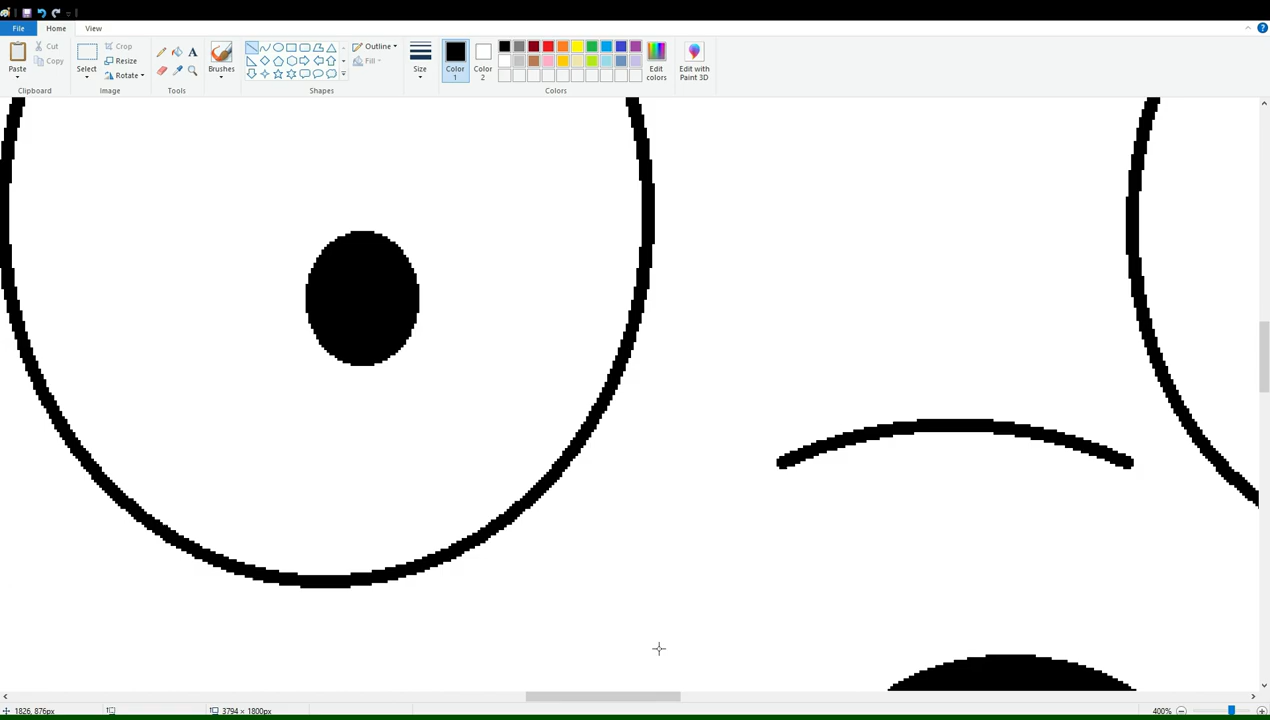 File Home View
Paste Cut Copy Clipboard
Select Crop Resize Rotate Image
Tools
Brushes
Outline Fill Shapes
Size
Color 1 Color 2 Edit colors Colors
Edit with Paint 3D
1826, 876px 3794 × 1800px 400%